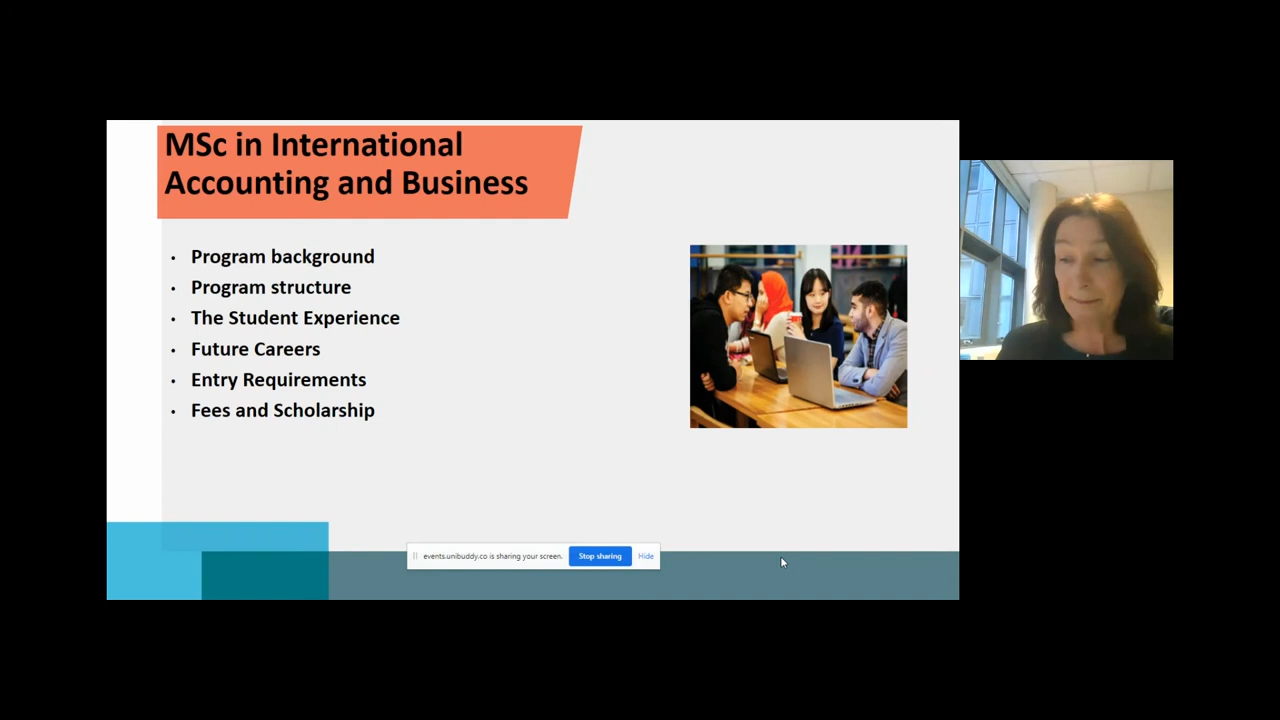 MSc in International
Accounting and Business
• Program background
• Program structure
• The Student Experience
• Future Careers
• Entry Requirements
• Fees and Scholarship
events.unibuddy.co is sharing your screen. Stop sharing Hide